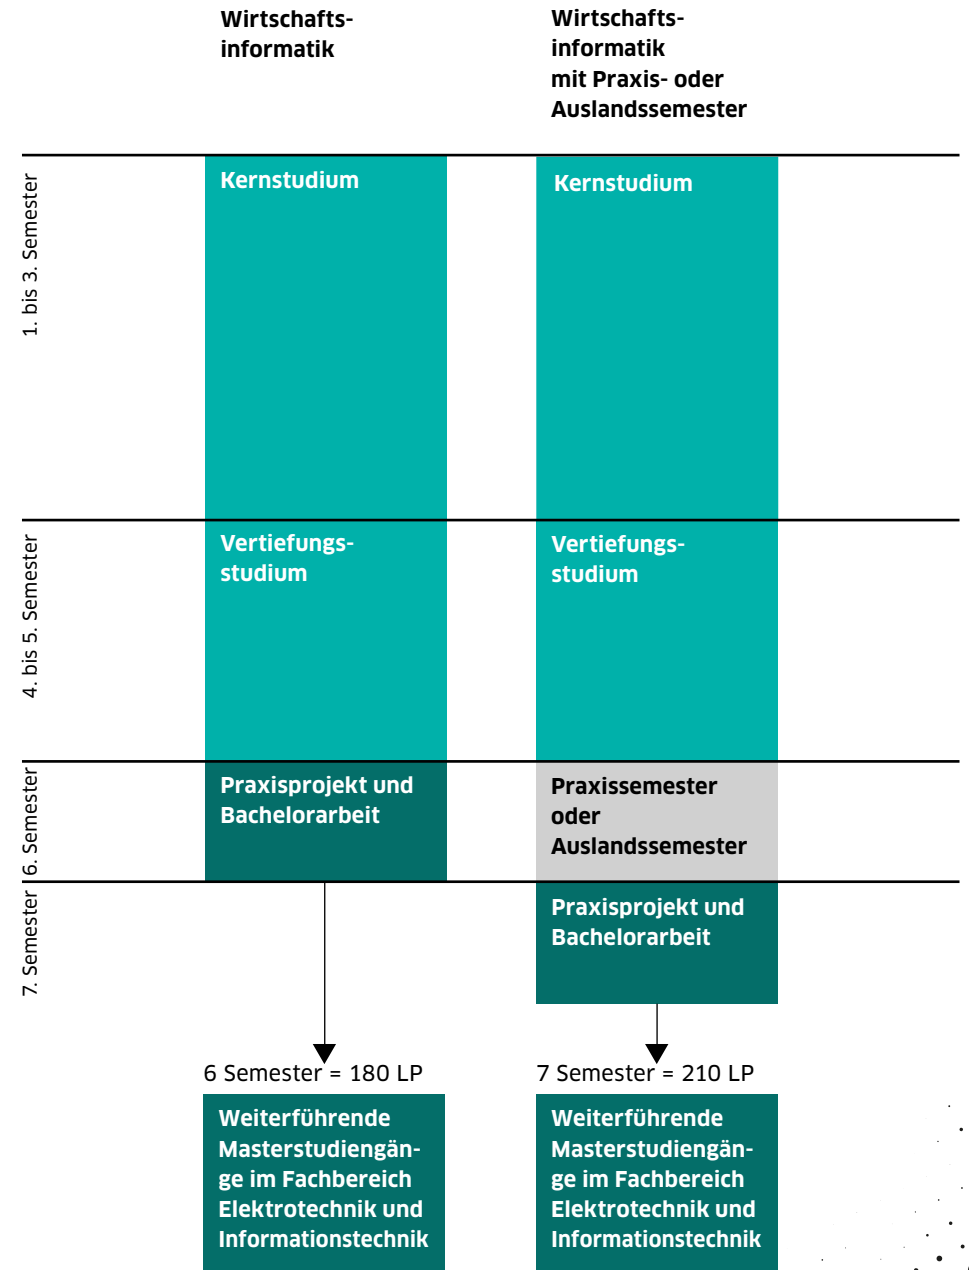 Wirtschafts-
informatik
Wirtschafts-
informatik
mit Praxis- oder
Auslandssemester
1. bis 3. Semester
Kernstudium
Kernstudium
4. bis 5. Semester
Vertiefungs-
studium
Vertiefungs-
studium
6. Semester
Praxisprojekt und
Bachelorarbeit
Praxissemester
oder
Auslandssemester
7. Semester
Praxisprojekt und
Bachelorarbeit
6 Semester = 180 LP
7 Semester = 210 LP
Weiterführende
Masterstudiengän-
ge im Fachbereich
Elektrotechnik und
Informationstechnik
Weiterführende
Masterstudiengän-
ge im Fachbereich
Elektrotechnik und
Informationstechnik